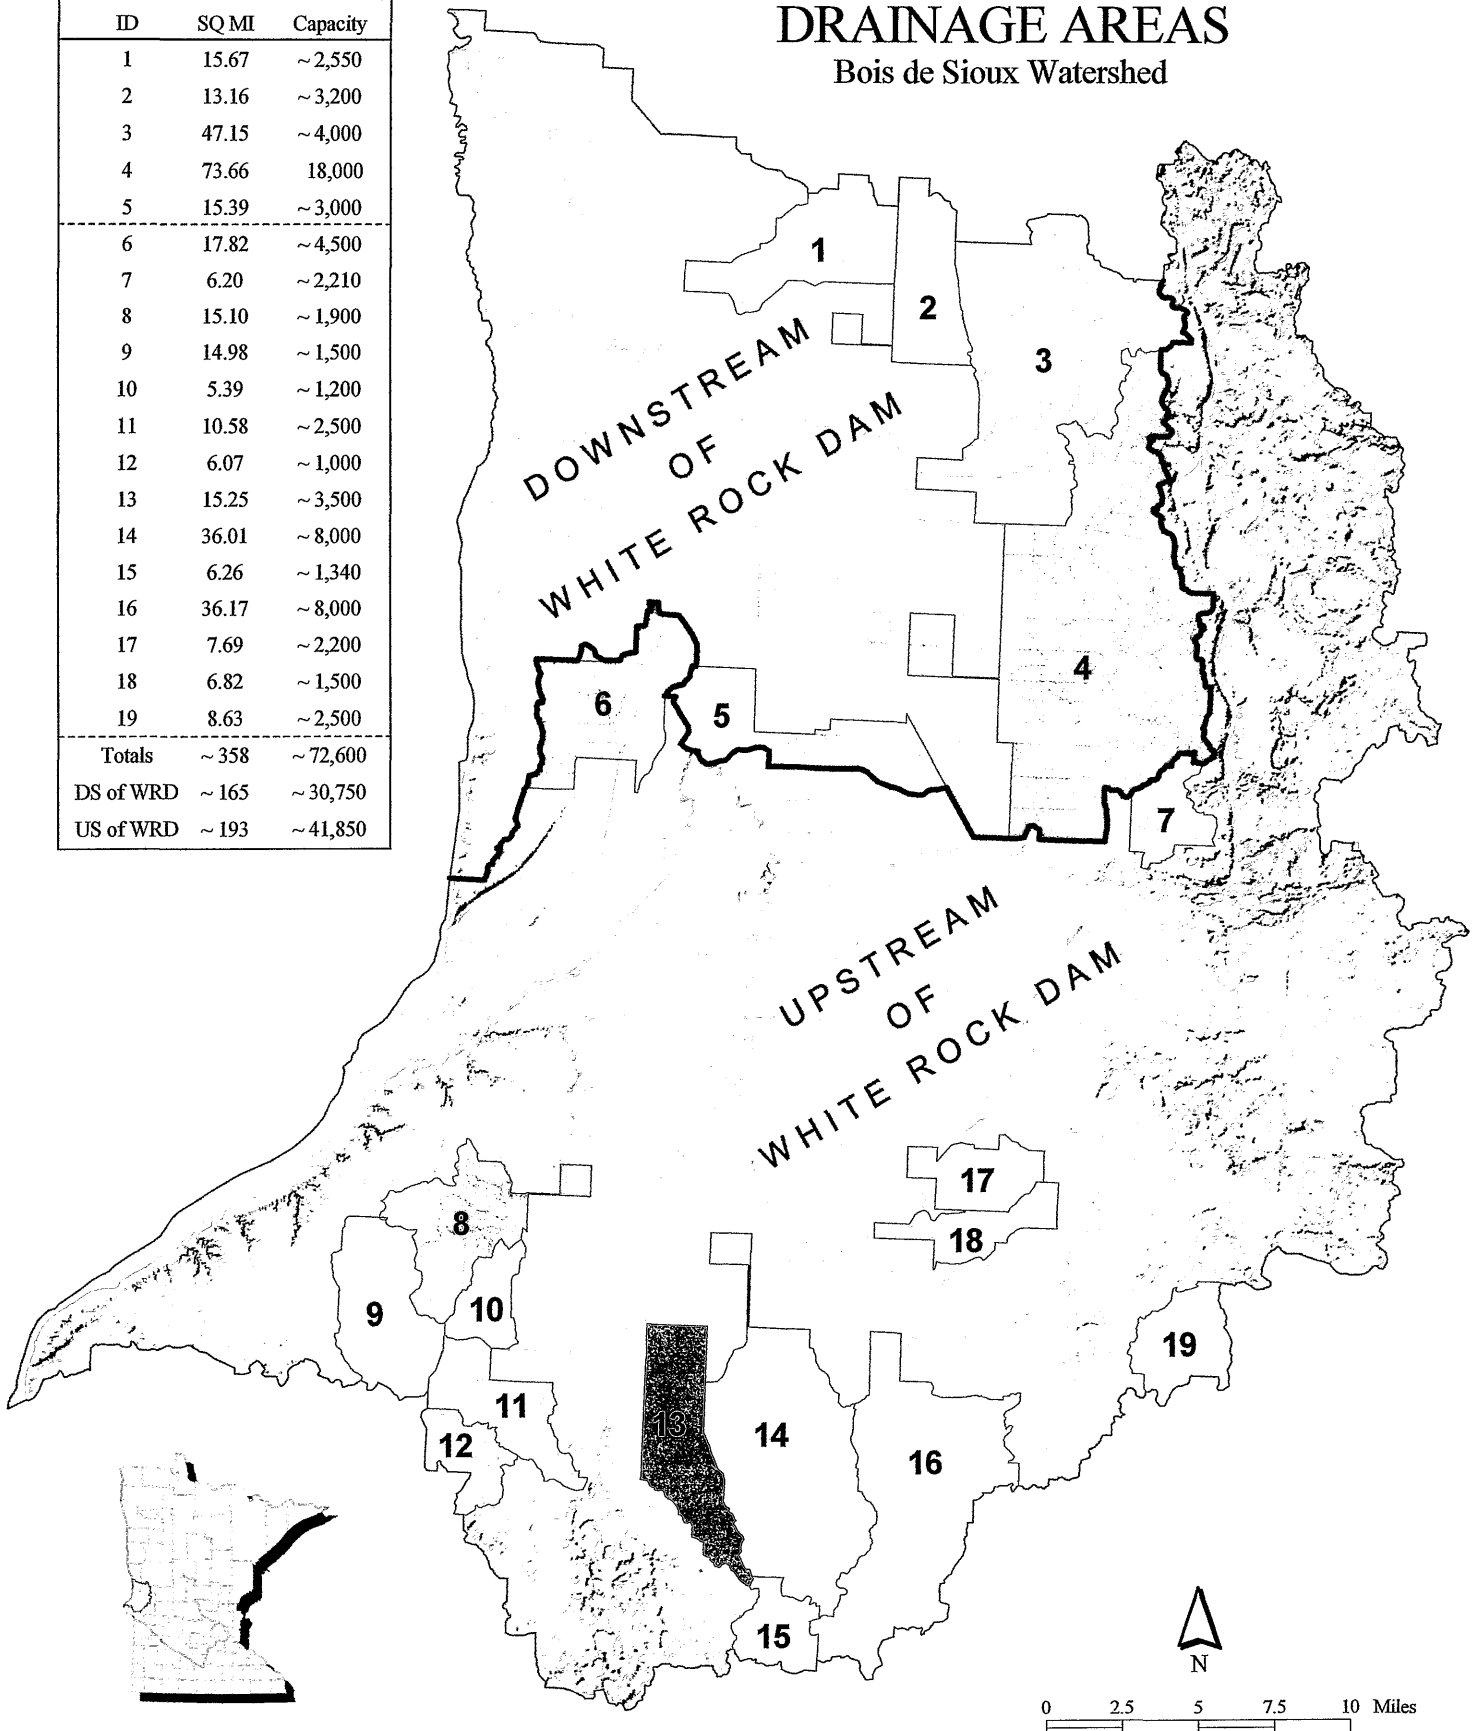 ID SQ MI Capacity
1 15.67 ~ 2,550
2 13.16 ~ 3,200
3 47.15 ~ 4,000
4 73.66 18,000
5 15.39 ~ 3,000
6 17.82 ~ 4,500
7 6.20 ~ 2,210
8 15.10 ~ 1,900
9 14.98 ~ 1,500
10 5.39 ~ 1,200
11 10.58 ~ 2,500
12 6.07 ~ 1,000
13 15.25 ~ 3,500
14 36.01 ~ 8,000
15 6.26 ~ 1,340
16 36.17 ~ 8,000
17 7.69 ~ 2,200
18 6.82 ~ 1,500
19 8.63 ~ 2,500
Totals ~ 358 ~ 72,600
DS of WRD ~ 165 ~ 30,750
US of WRD ~ 193 ~ 41,850
DRAINAGE AREAS
Bois de Sioux Watershed
1
2
3
DOWNSTREAM
OF
WHITE ROCK DAM
4
6
5
7
UPSTREAM
OF
WHITE ROCK DAM
17
8
18
9
10
19
11
13
14
12
16
15
N
0 2.5 5 7.5 10 Miles